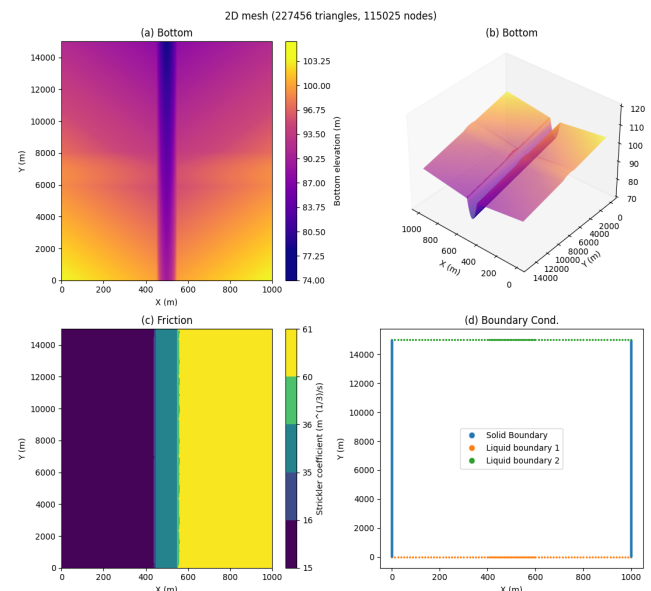 2D mesh (227456 triangles, 115025 nodes)
(a) Bottom
14000
12000
10000
8000
6000
4000
2000
0
Y (m)
0 200 400 600 800 1000
X (m)
103.25
100.00
96.75
93.50
90.25
87.00
83.75
80.50
77.25
74.00
Bottom elevation (m)
(b) Bottom
120
110
100
90
80
70
1000
800
600
400
200
0
X (m)
0
2000
4000
6000
8000
10000
12000
14000
Y (m)
(c) Friction
14000
12000
10000
8000
6000
4000
2000
0
Y (m)
0 200 400 600 800 1000
X (m)
61
60
36
35
16
15
Strickler coefficient (m^(1/3)/s)
(d) Boundary Cond.
14000
12000
10000
8000
6000
4000
2000
0
Y (m)
Solid Boundary
Liquid boundary 1
Liquid boundary 2
0 200 400 600 800 1000
X (m)